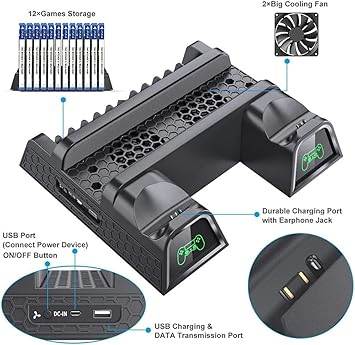 12×Games Storage
2×Big Cooling Fan
Durable Charging Port
with Earphone Jack
USB Port
(Connect Power Device)
ON/OFF Button
DC-IN
USB Charging &
DATA Transmission Port